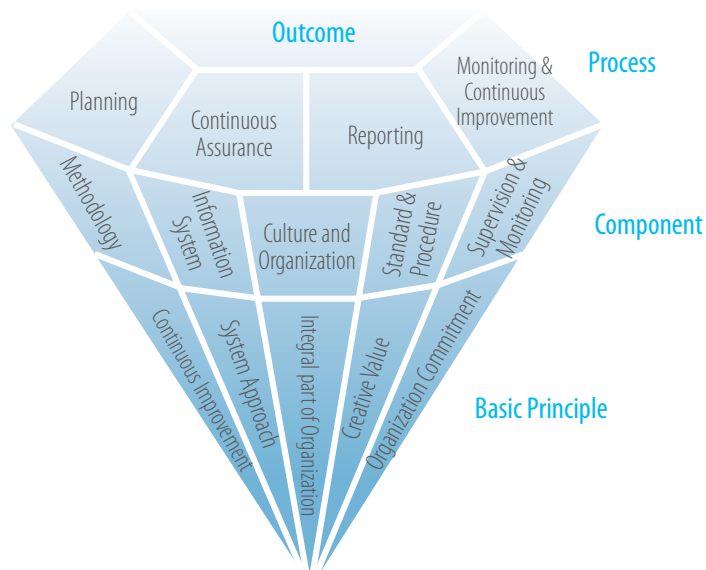 Outcome
Process
Planning
Continuous
Assurance
Reporting
Monitoring &
Continuous
Improvement
Component
Methodology
Information
System
Culture and
Organization
Standard &
Procedure
Supervision &
Monitoring
Basic Principle
Continuous Improvement
System Approach
Integral part of Organization
Creative Value
Organization Commitment